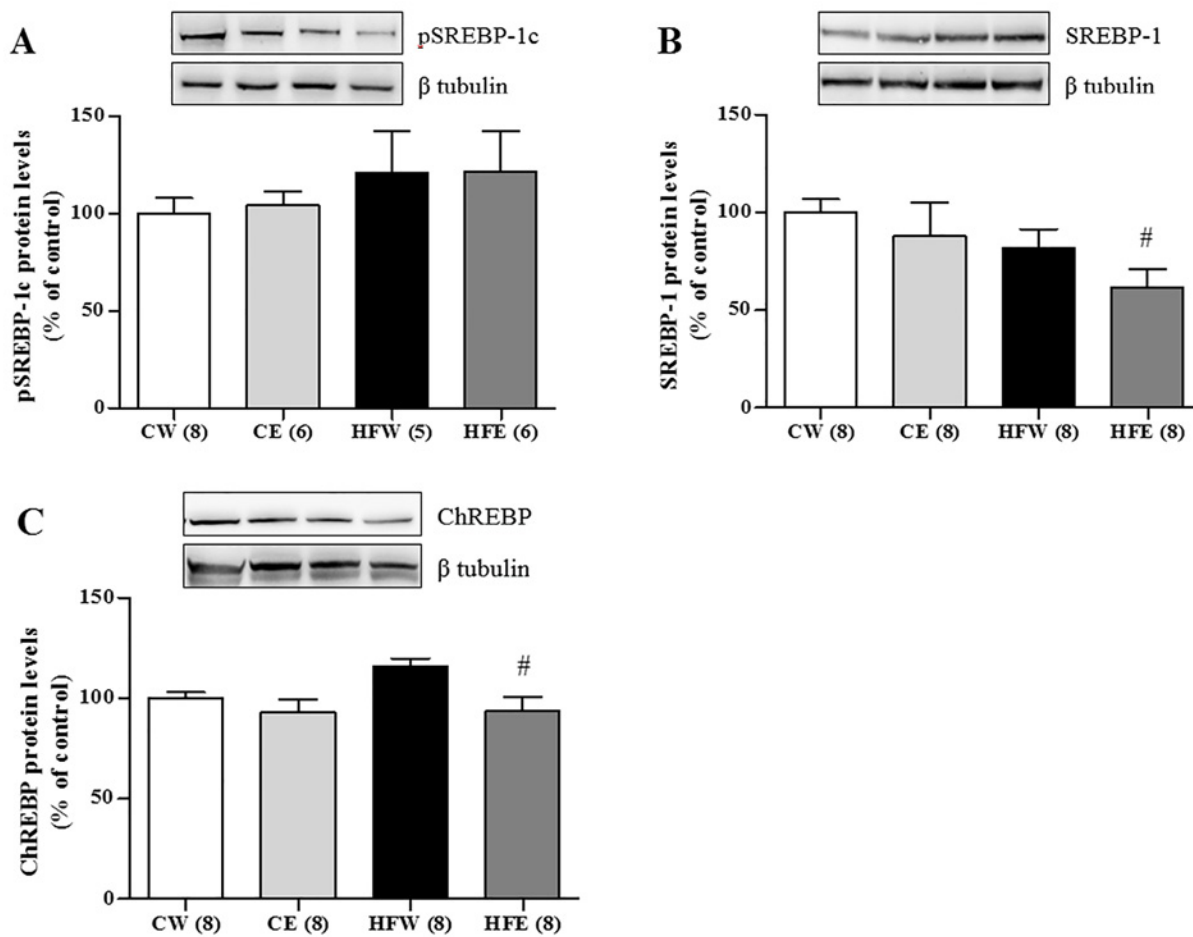 A
pSREBP-1c
β tubulin
pSREBP-1c protein levels
(% of control)
150
100
50
0
CW (8) CE (6) HFW (5) HFE (6)
B
SREBP-1
β tubulin
SREBP-1 protein levels
(% of control)
150
100
50
0
#
CW (8) CE (8) HFW (8) HFE (8)
C
ChREBP
β tubulin
ChREBP protein levels
(% of control)
150
100
50
0
#
CW (8) CE (8) HFW (8) HFE (8)